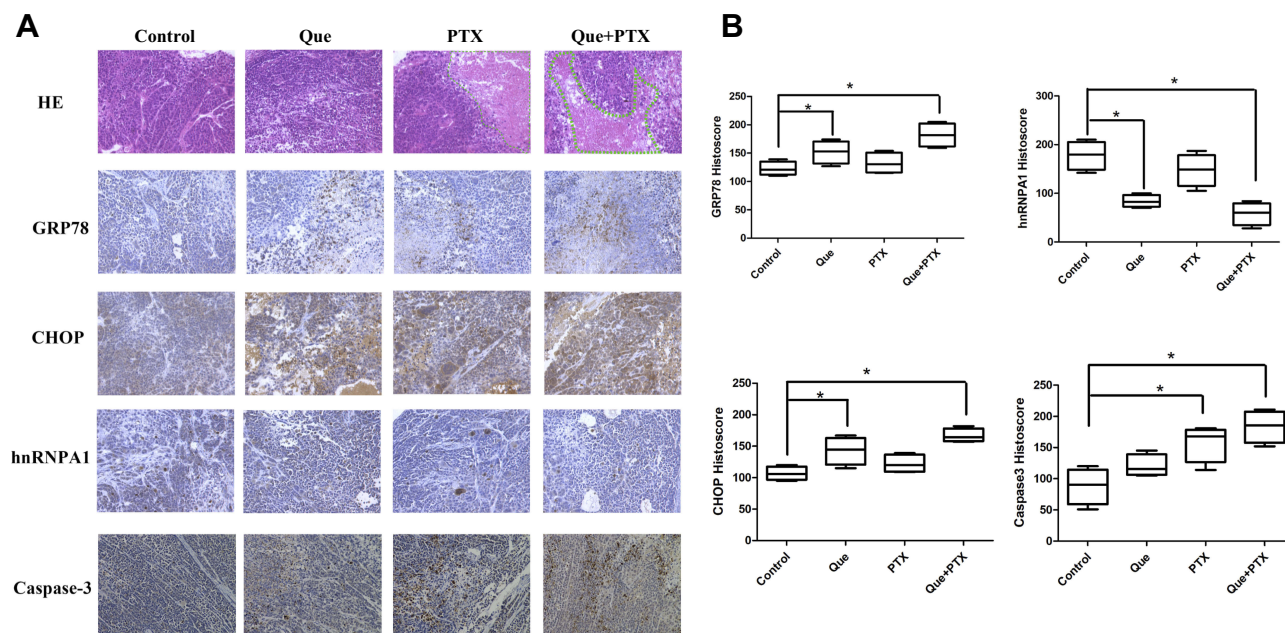 A
Control Que PTX Que+PTX
HE
GRP78
CHOP
hnRNPA1
Caspase-3
B
GRP78 Histoscore
250
200
150
100
50
0
*
*
Control Que PTX Que+PTX
hnRNPA1 Histoscore
300
200
100
0
*
*
Control Que PTX Que+PTX
CHOP Histoscore
250
200
150
100
50
0
*
*
Control Que PTX Que+PTX
Caspase3 Histoscore
250
200
150
100
50
0
*
*
Control Que PTX Que+PTX